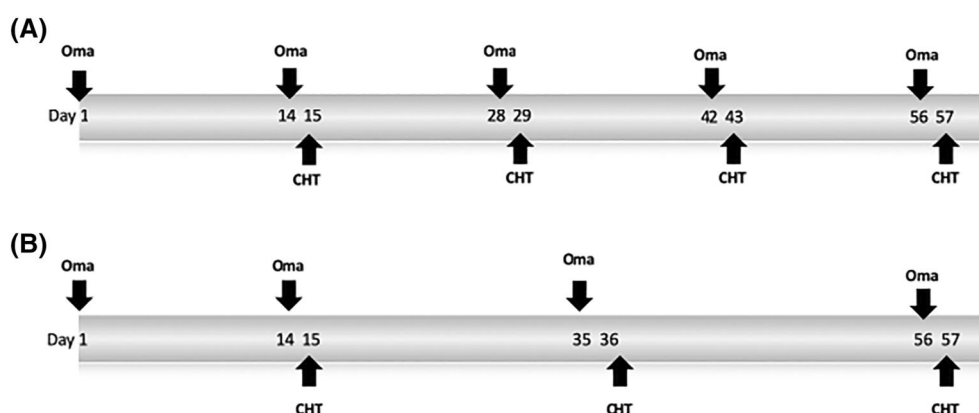 (A)
Oma Oma Oma Oma Oma
Day 1 14 15 28 29 42 43 56 57
CHT CHT CHT CHT
(B)
Oma Oma Oma Oma
Day 1 14 15 35 36 56 57
CHT CHT CHT